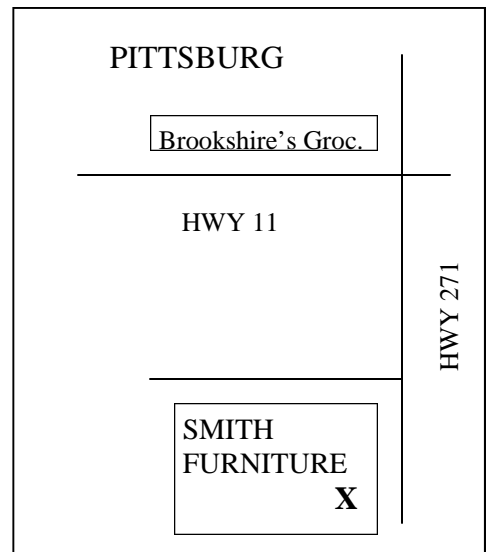 PITTSBURG
Brookshire’s Groc.
HWY 11
HWY 271
SMITH
FURNITURE
X